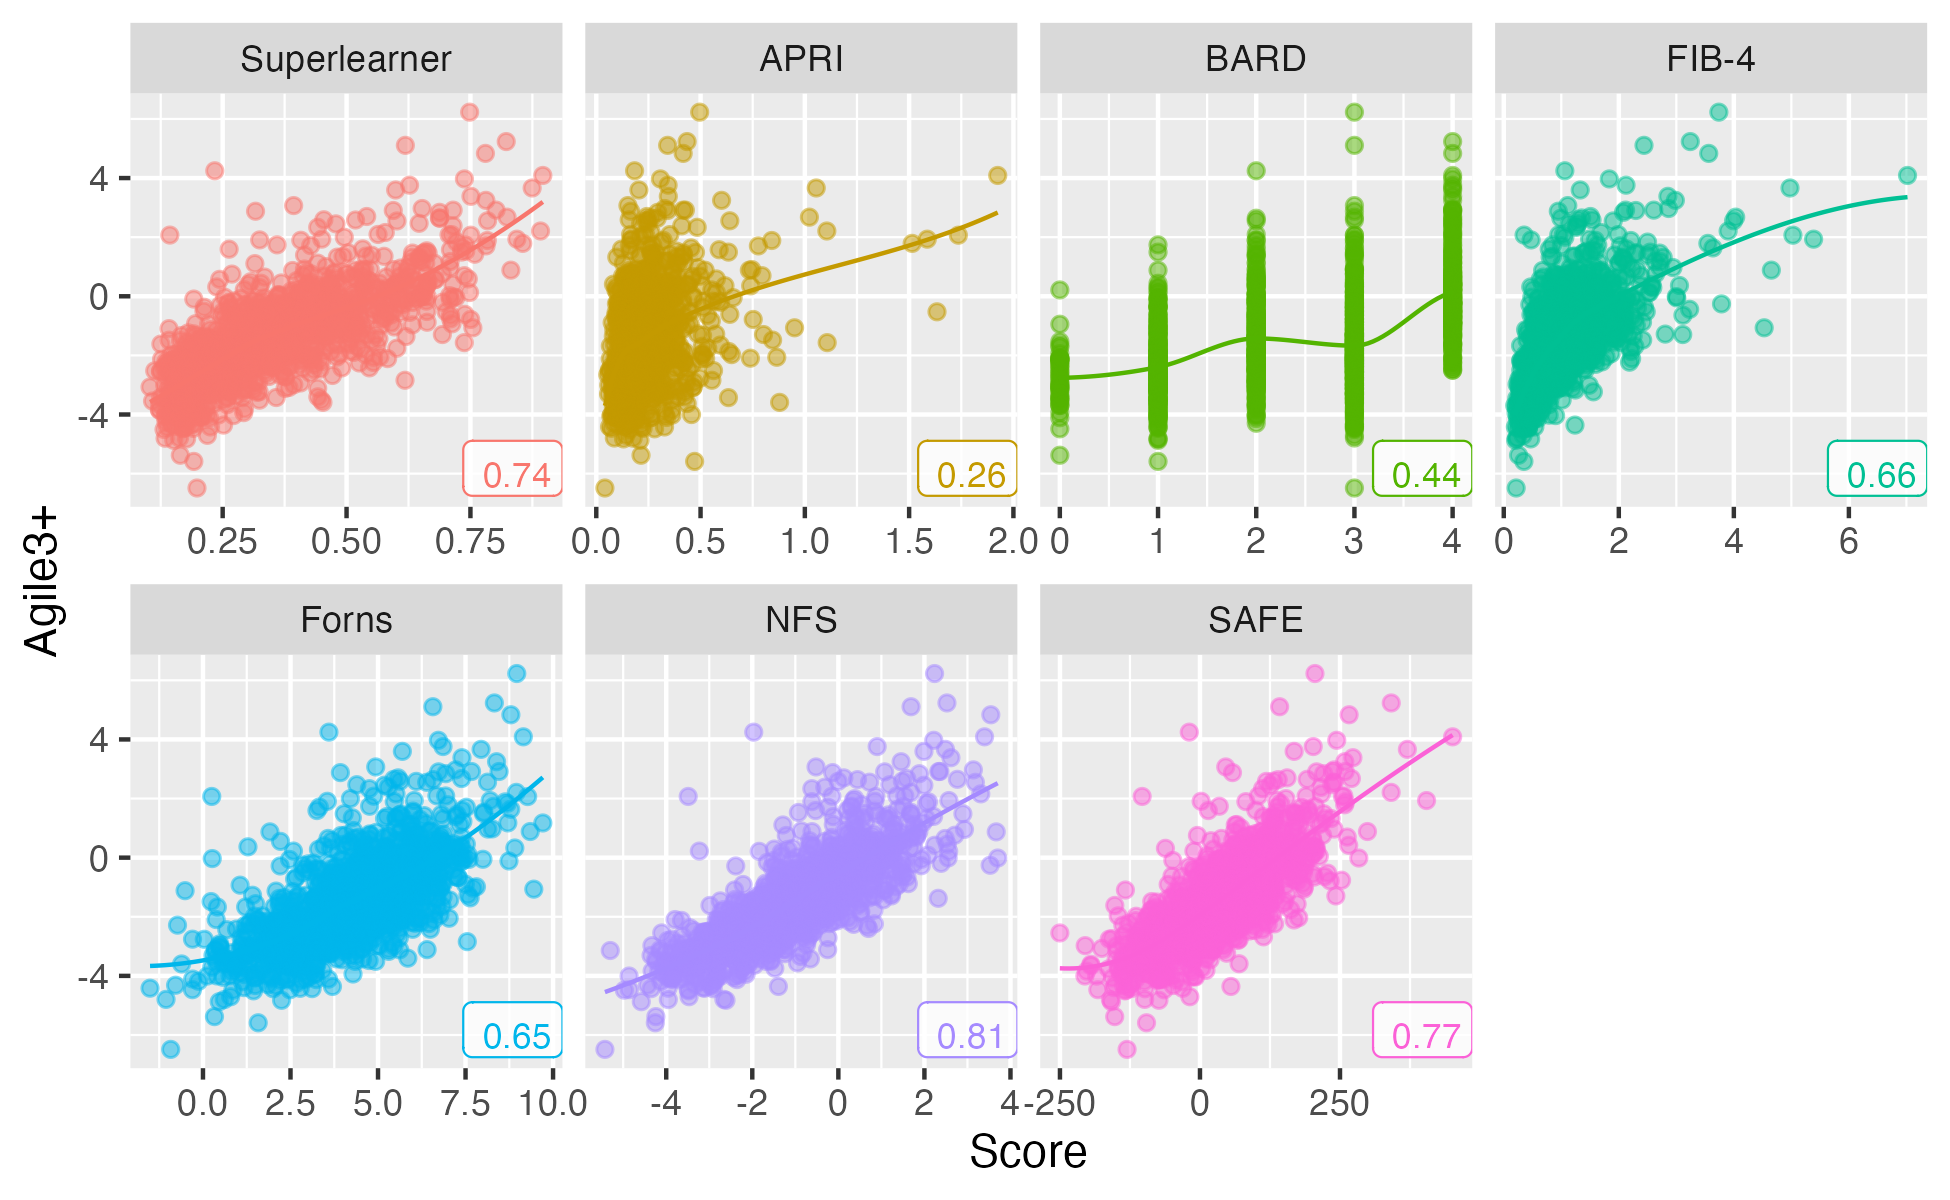 Superlearner APRI BARD FIB-4
4
0
-4
0.74 0.26 0.44 0.66
0.25 0.50 0.75 0.0 0.5 1.0 1.5 2.0 0 1 2 3 4 0 2 4 6
Agile3+
Forns NFS SAFE
4
0
-4
0.65 0.81 0.77
0.0 2.5 5.0 7.5 10.0 -4 -2 0 2 4 -250 0 250
Score